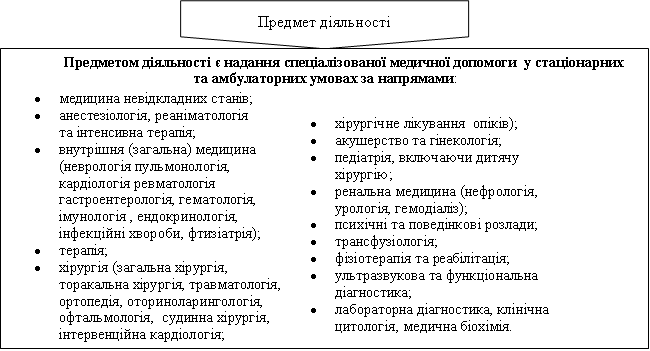 Предмет діяльності
Предметом діяльності є надання спеціалізованої медичної допомоги у стаціонарних
та амбулаторних умовах за напрямами:
• медицина невідкладних станів;
• анестезіологія, реаніматологія
та інтенсивна терапія;
• внутрішня (загальна) медицина
(неврологія пульмонологія,
кардіологія ревматологія
гастроентерологія, гематологія,
імунологія , ендокринологія,
інфекційні хвороби, фтизіатрія);
• терапія;
• хірургія (загальна хірургія,
торакальна хірургія, травматологія,
ортопедія, оториноларингологія,
офтальмологія, судинна хірургія,
інтервенційна кардіологія;
• хірургічне лікування опіків);
• акушерство та гінекологія;
• педіатрія, включаючи дитячу
хірургію;
• ренальна медицина (нефрологія,
урологія, гемодіаліз);
• психічні та поведінкові розлади;
• трансфузіологія;
• фізіотерапія та реабілітація;
• ультразвукова та функціональна
діагностика;
• лабораторна діагностика, клінічна
цитологія, медична біохімія.